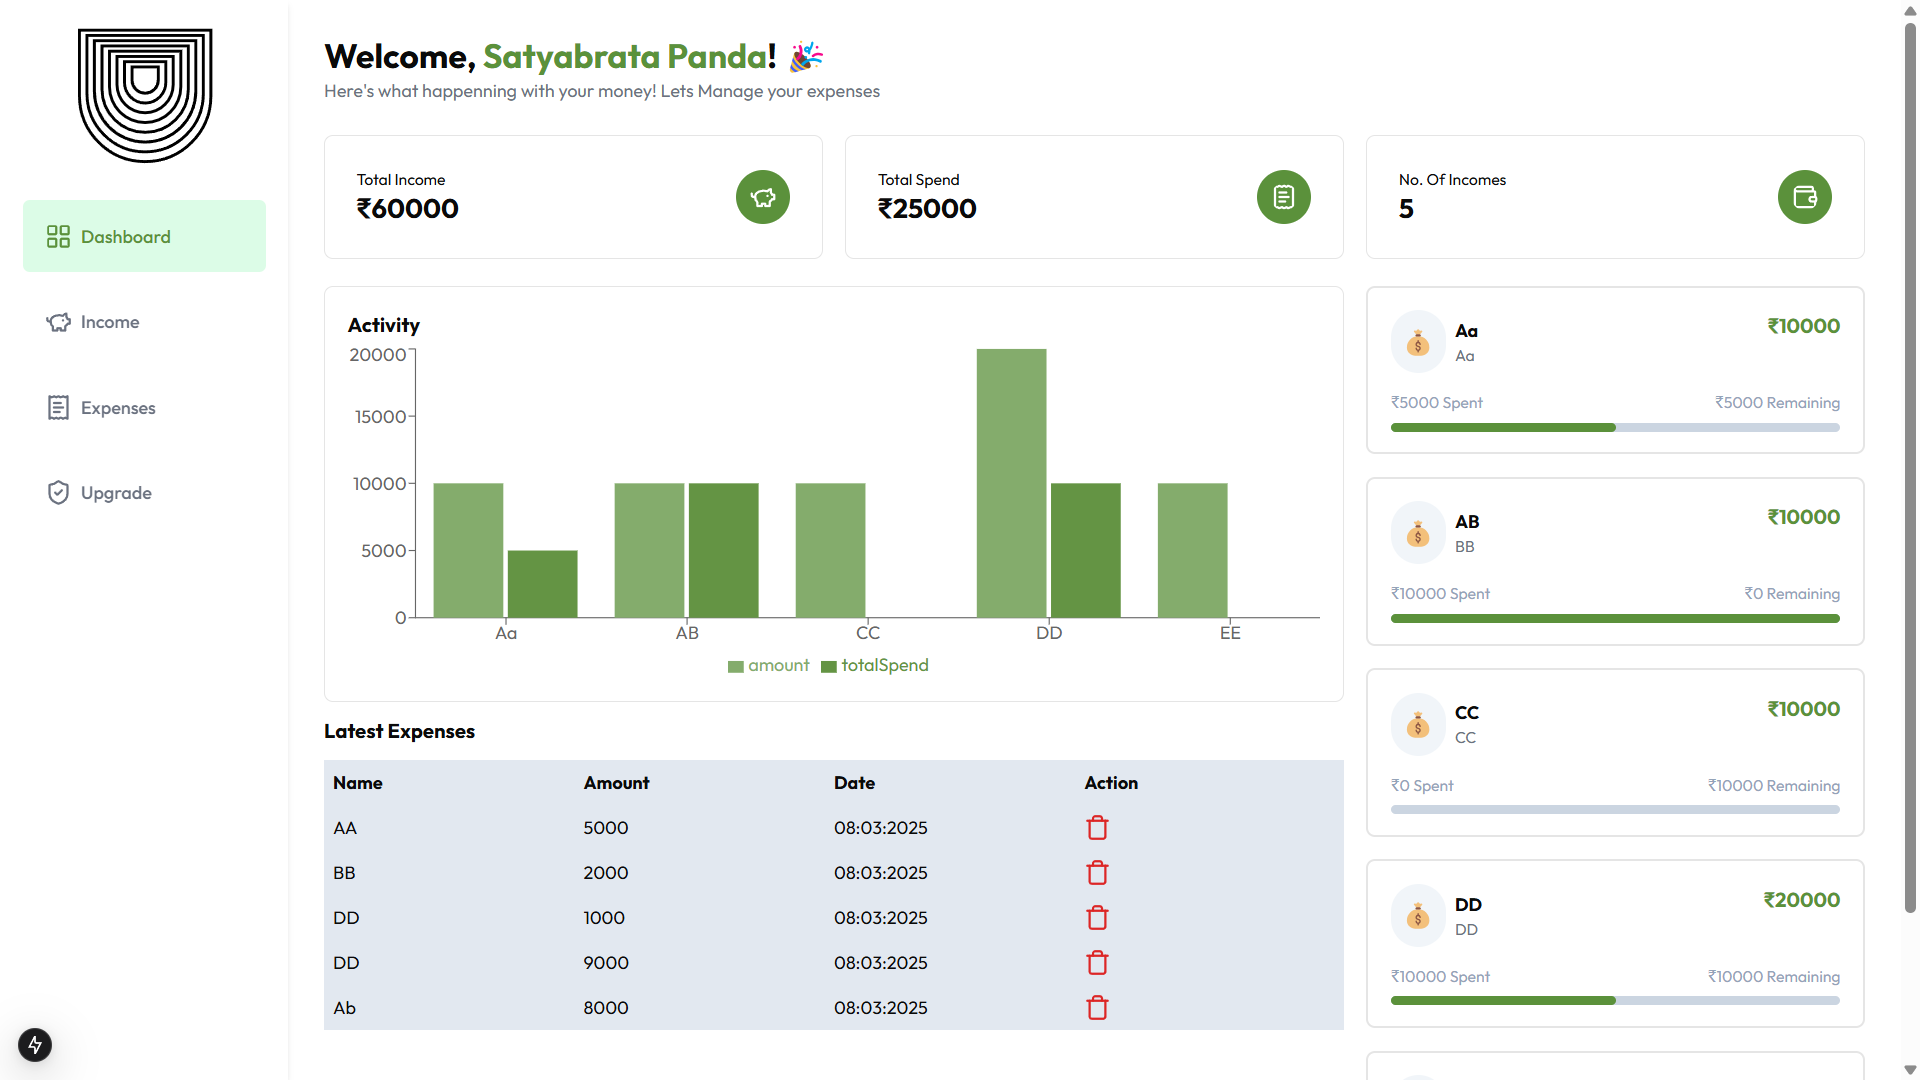 Welcome, Satyabrata Panda! 🎉
Here's what happenning with your money! Lets Manage your expenses
Dashboard
Income
Expenses
Upgrade
Total Income
₹60000
Total Spend
₹25000
No. Of Incomes
5
Activity
20000
15000
10000
5000
0
Aa AB CC DD EE
amount totalSpend
Latest Expenses
Name Amount Date Action
AA 5000 08:03:2025
BB 2000 08:03:2025
DD 1000 08:03:2025
DD 9000 08:03:2025
Ab 8000 08:03:2025
Aa ₹10000
Aa
₹5000 Spent ₹5000 Remaining
AB ₹10000
BB
₹10000 Spent ₹0 Remaining
CC ₹10000
CC
₹0 Spent ₹10000 Remaining
DD ₹20000
DD
₹10000 Spent ₹10000 Remaining